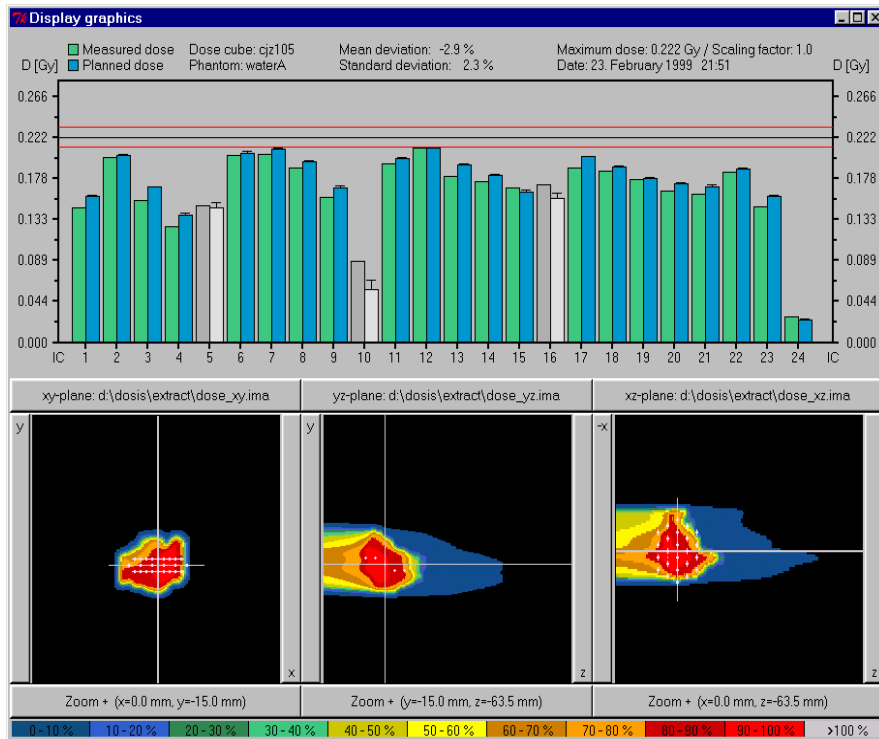 Display graphics
Measured dose Dose cube: cjz105 Mean deviation: -2.9 % Maximum dose: 0.222 Gy / Scaling factor: 1.0
D [Gy] Planned dose Phantom: waterA Standard deviation: 2.3 % Date: 23. February 1999 21:51 D [Gy]
0.266 0.266
0.222 0.222
0.178 0.178
0.133 0.133
0.089 0.089
0.044 0.044
0.000 0.000
IC 1 2 3 4 5 6 7 8 9 10 11 12 13 14 15 16 17 18 19 20 21 22 23 24 IC
xy-plane: d:\dosis\extract\dose_xy.ima yz-plane: d:\dosis\extract\dose_yz.ima xz-plane: d:\dosis\extract\dose_xz.ima
y y -x
x z z
Zoom + (x=0.0 mm, y=-15.0 mm) Zoom + (y=-15.0 mm, z=-63.5 mm) Zoom + (x=0.0 mm, z=-63.5 mm)
0 - 10 % 10 - 20 % 20 - 30 % 30 - 40 % 40 - 50 % 50 - 60 % 60 - 70 % 70 - 80 % 80 - 90 % 90 - 100 % >100 %